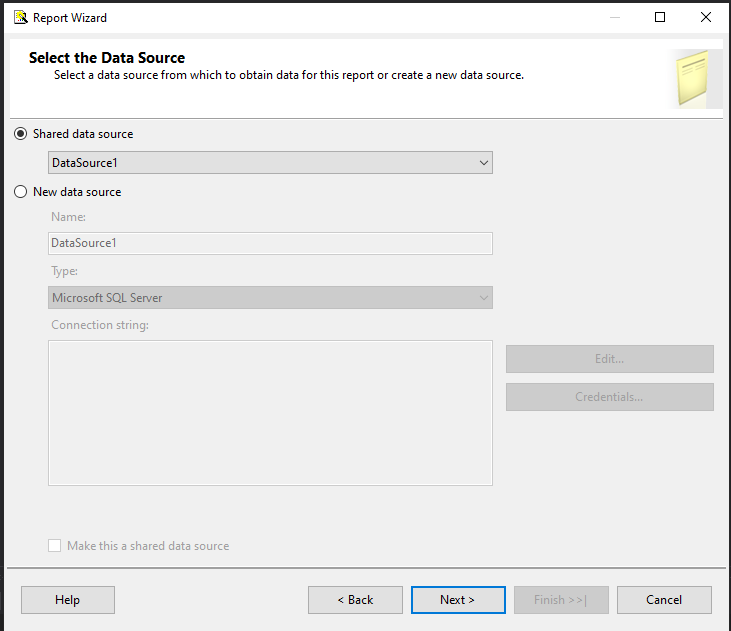 Report Wizard
Select the Data Source
Select a data source from which to obtain data for this report or create a new data source.
Shared data source
DataSource1
New data source
Name:
DataSource1
Type:
Microsoft SQL Server
Connection string:
Edit...
Credentials...
Make this a shared data source
Help
< Back
Next >
Finish >>|
Cancel